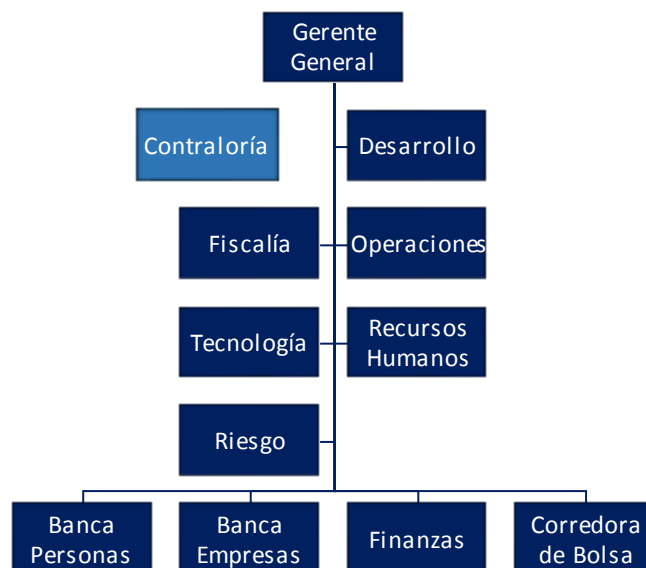 Gerente
General
Contraloría
Desarrollo
Fiscalía
Operaciones
Tecnología
Recursos
Humanos
Riesgo
Banca
Personas
Banca
Empresas
Finanzas
Corredora
de Bolsa